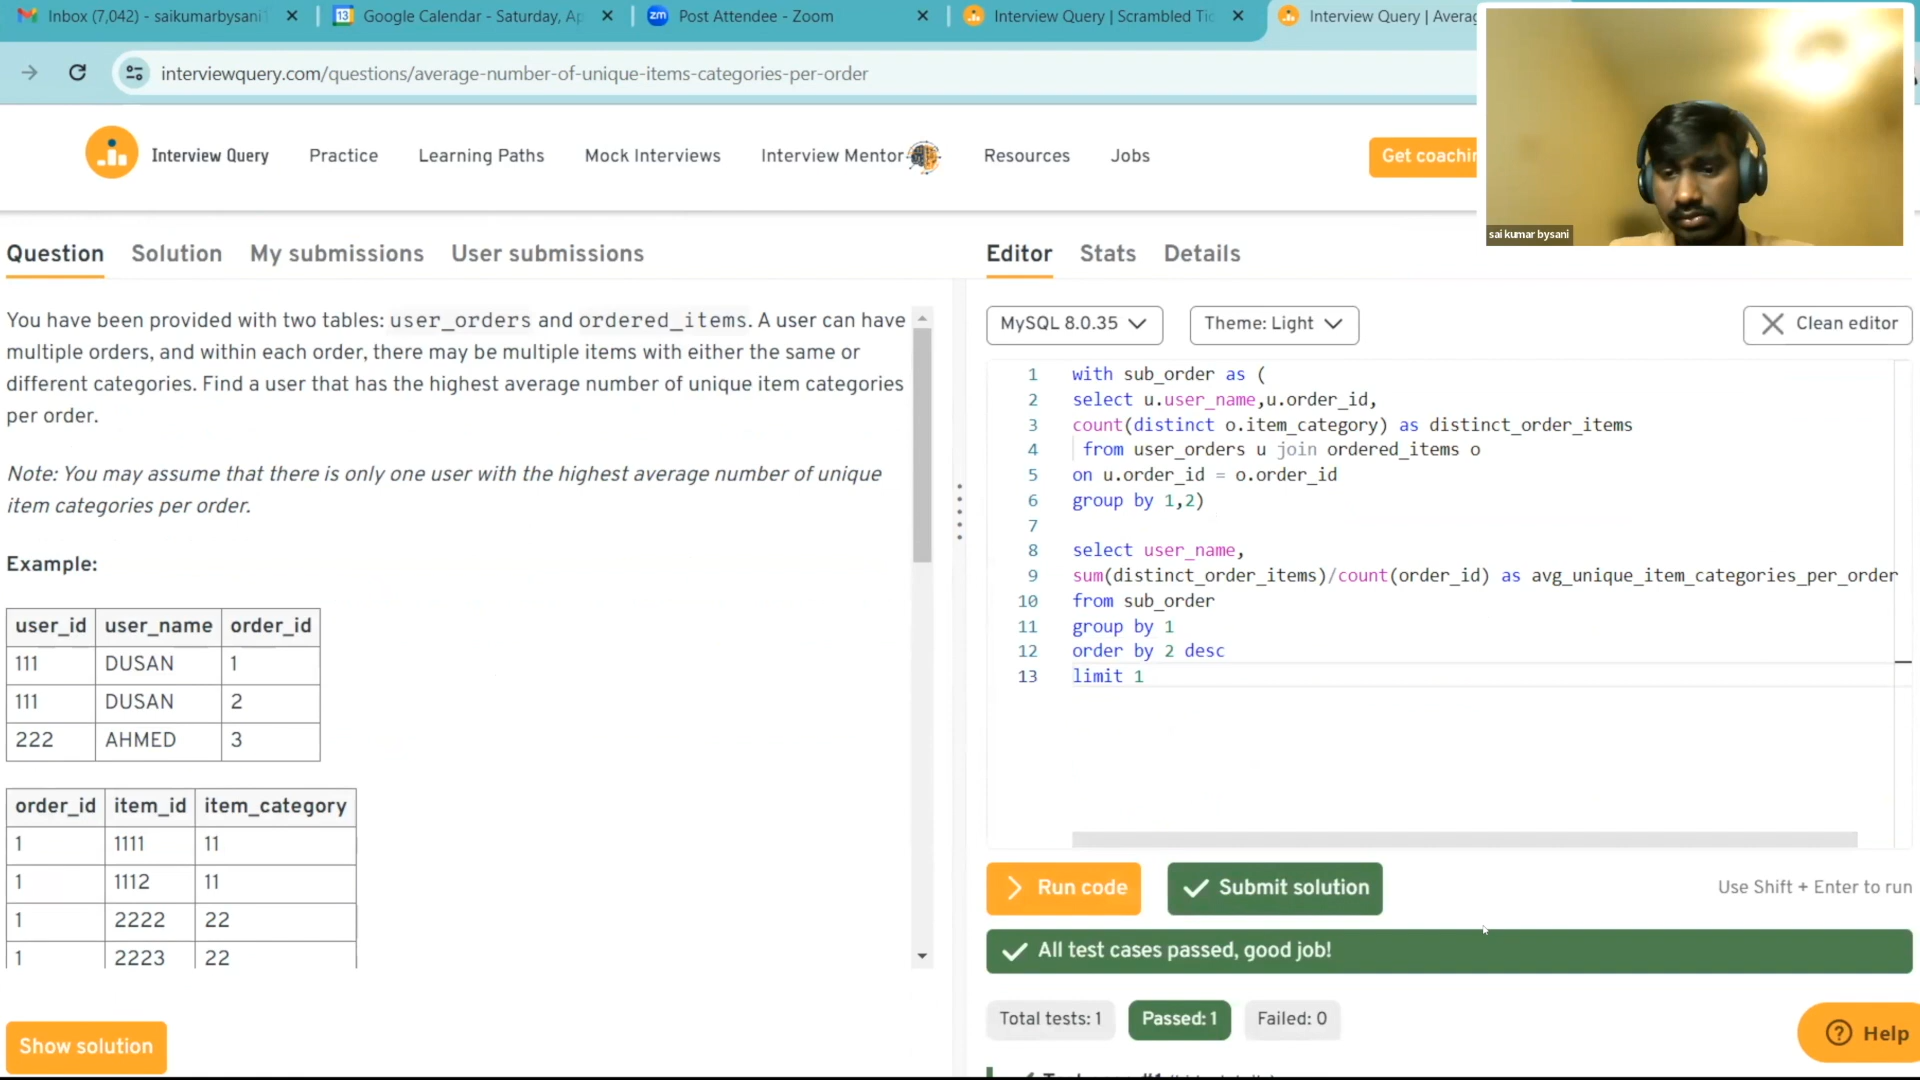 Inbox (7,042) - saikumarbysani
Google Calendar - Saturday, Ap
zm Post Attendee - Zoom
Interview Query | Scrambled Tic
Interview Query | Averag
interviewquery.com/questions/average-number-of-unique-items-categories-per-order
Interview Query
Practice
Learning Paths
Mock Interviews
Interview Mentor
Resources
Jobs
Get coachin
sai kumar bysani
Question Solution My submissions User submissions
You have been provided with two tables: user_orders and ordered_items. A user can have
multiple orders, and within each order, there may be multiple items with either the same or
different categories. Find a user that has the highest average number of unique item categories
per order.
Note: You may assume that there is only one user with the highest average number of unique
item categories per order.
Example:
user_id user_name order_id
111 DUSAN 1
111 DUSAN 2
222 AHMED 3
order_id item_id item_category
1 1111 11
1 1112 11
1 2222 22
1 2223 22
Show solution
Editor Stats Details
MySQL 8.0.35
Theme: Light
Clean editor
1 with sub_order as (
2 select u.user_name,u.order_id,
3 count(distinct o.item_category) as distinct_order_items
4 from user_orders u join ordered_items o
5 on u.order_id = o.order_id
6 group by 1,2)
7
8 select user_name,
9 sum(distinct_order_items)/count(order_id) as avg_unique_item_categories_per_order
10 from sub_order
11 group by 1
12 order by 2 desc
13 limit 1
Run code
Submit solution
Use Shift + Enter to run
All test cases passed, good job!
Total tests: 1
Passed: 1
Failed: 0
Help